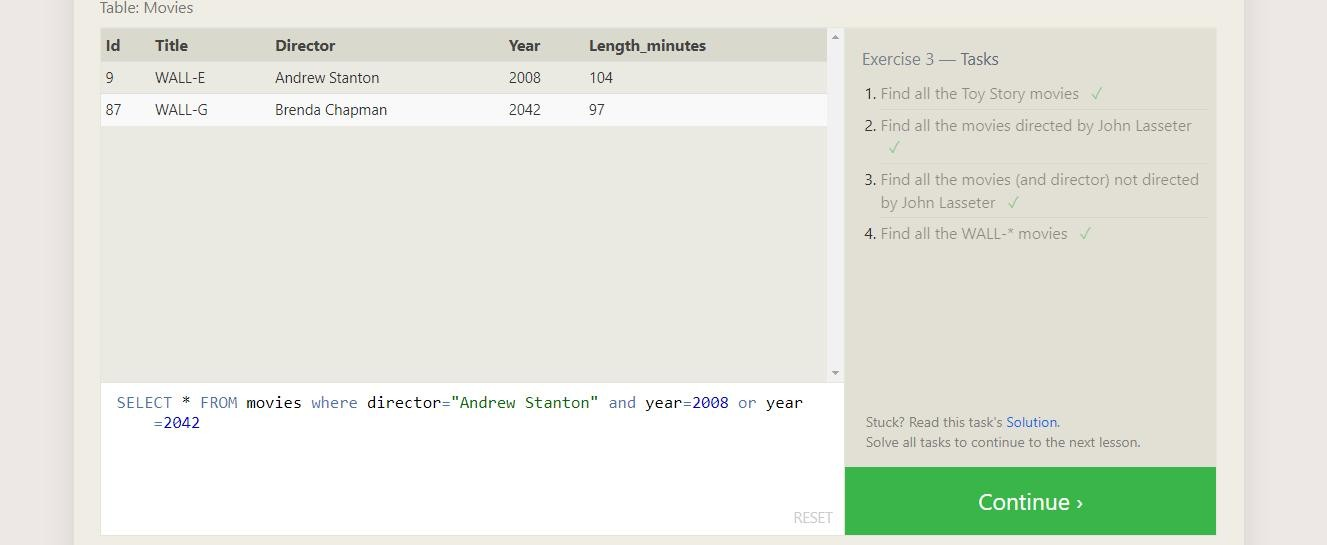 Table: Movies
Id Title Director Year Length_minutes
9 WALL-E Andrew Stanton 2008 104
87 WALL-G Brenda Chapman 2042 97
SELECT * FROM movies where director="Andrew Stanton" and year=2008 or year
=2042
RESET
Exercise 3 — Tasks
1. Find all the Toy Story movies ✓
2. Find all the movies directed by John Lasseter
✓
3. Find all the movies (and director) not directed
by John Lasseter ✓
4. Find all the WALL-* movies ✓
Stuck? Read this task's Solution.
Solve all tasks to continue to the next lesson.
Continue ›